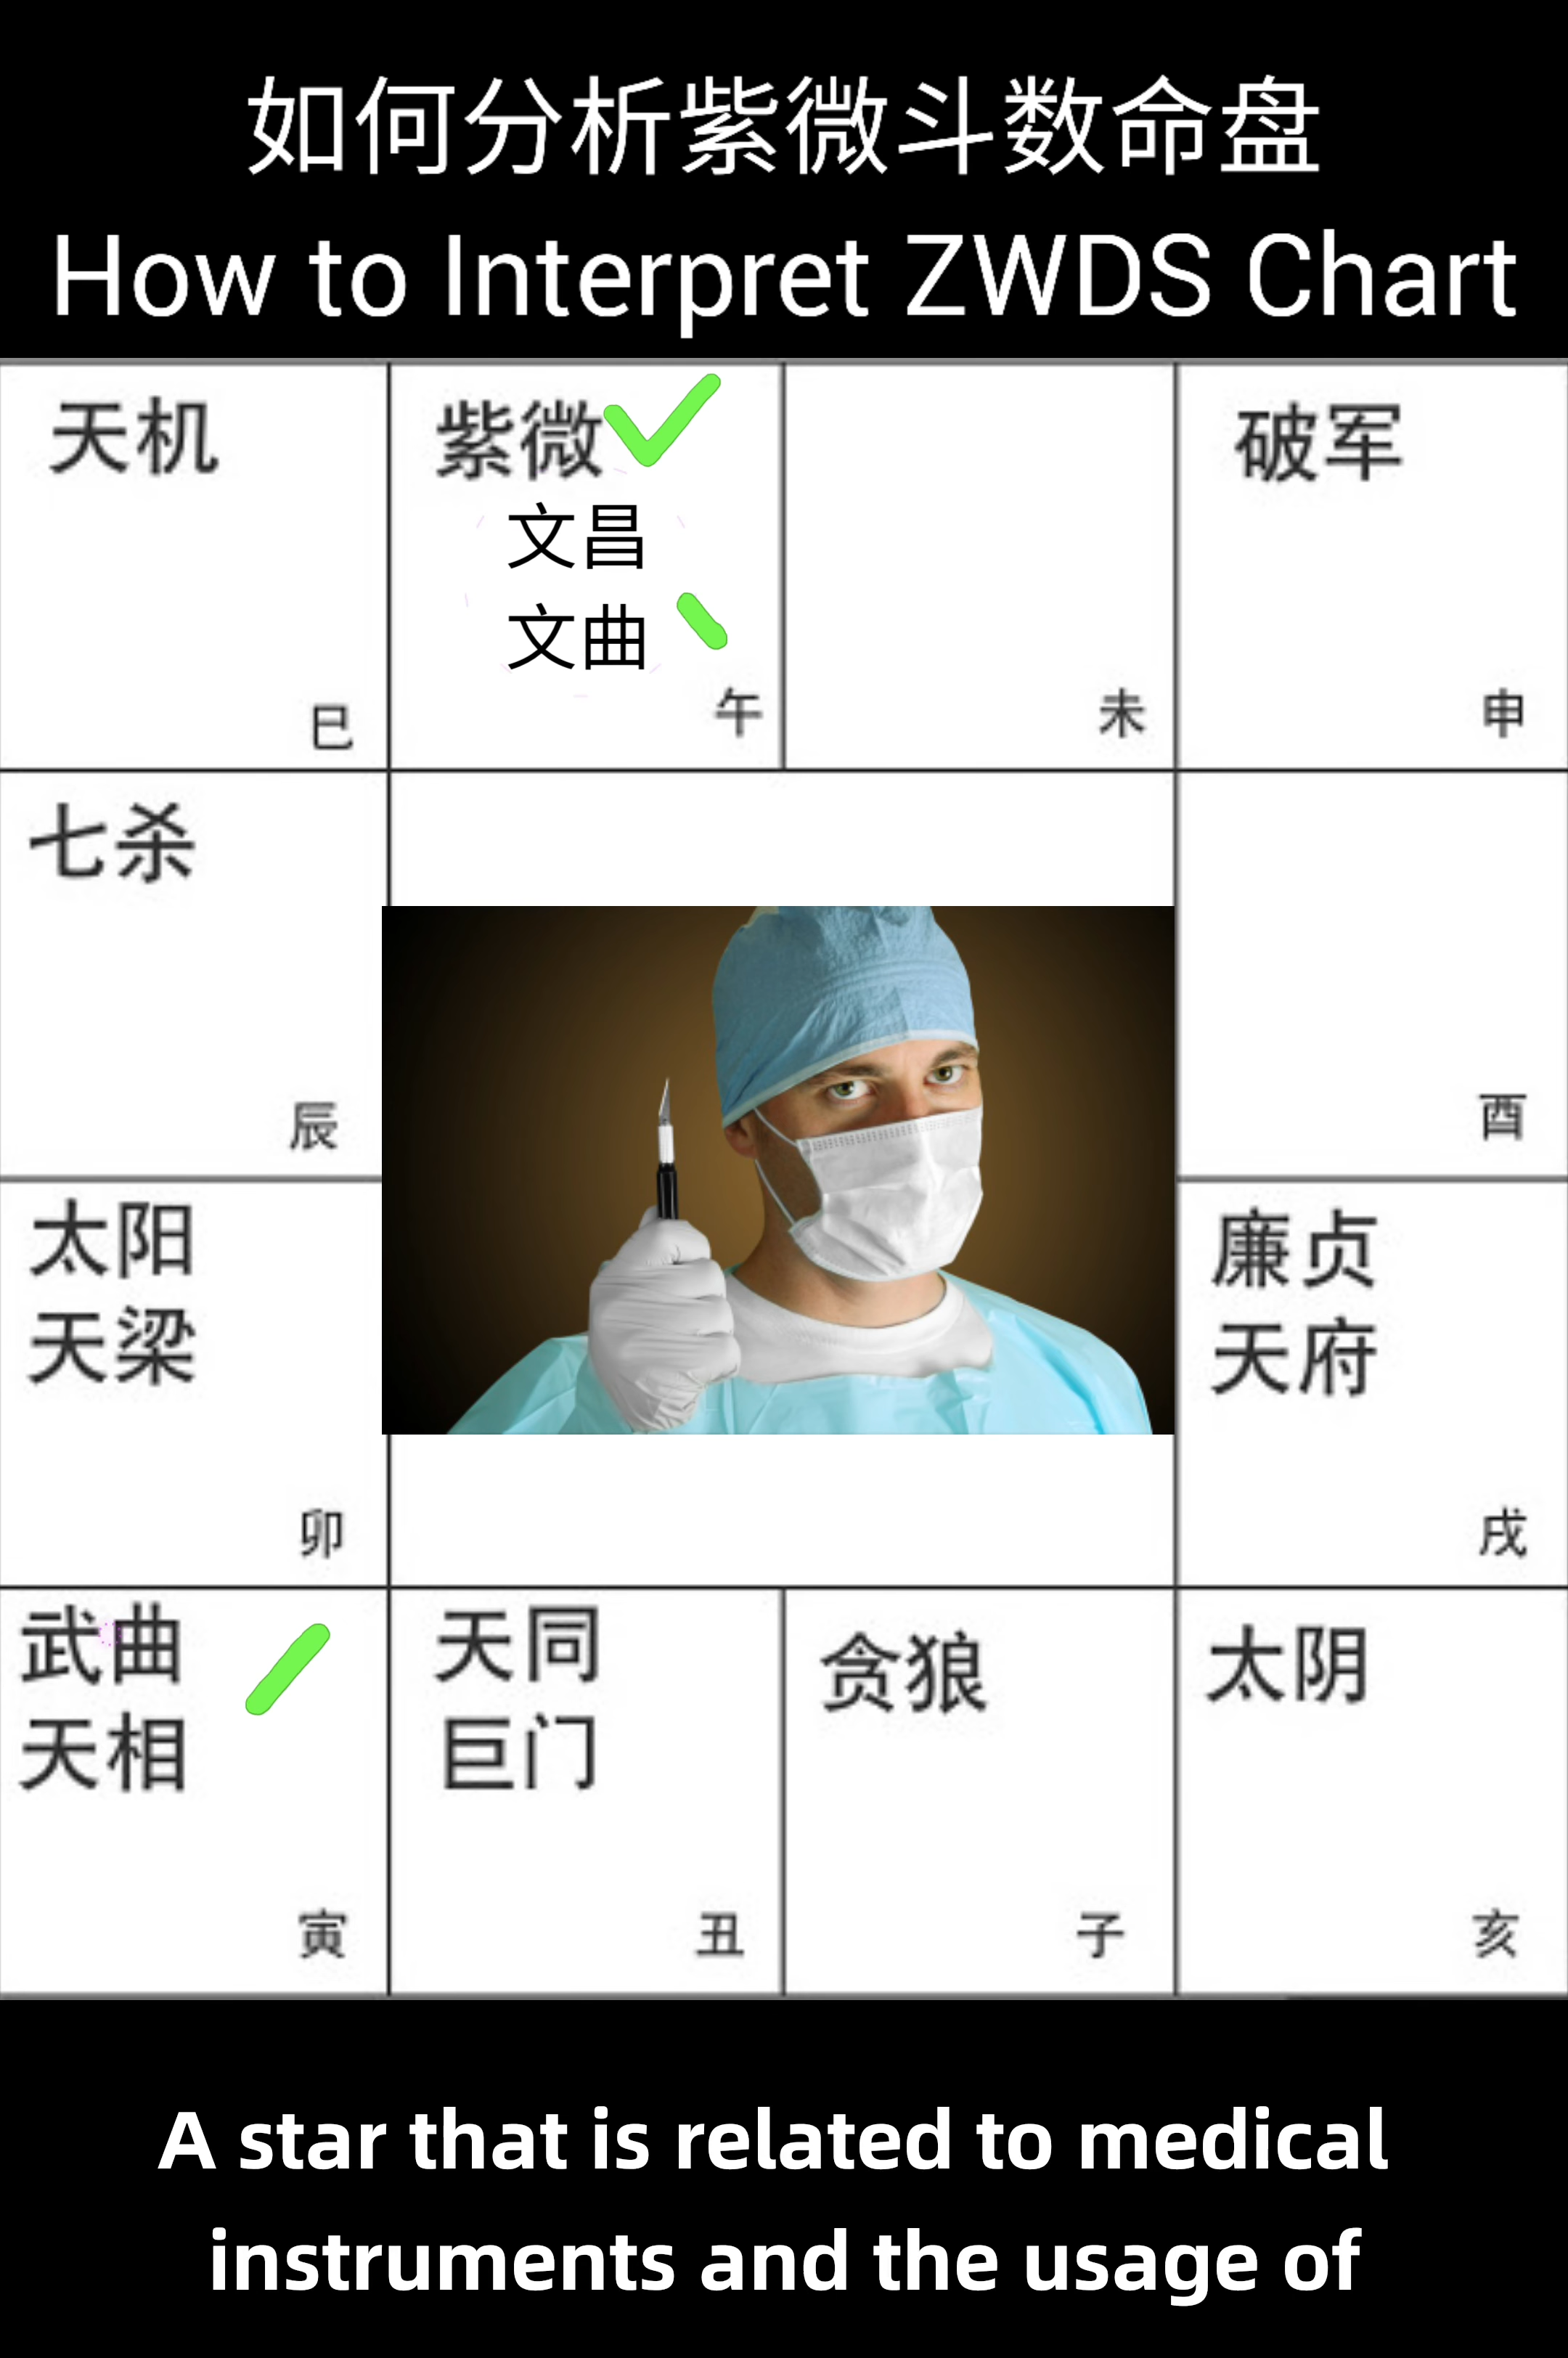 如何分析紫微斗数命盘
How to Interpret ZWDS Chart
天机
巳
紫微
文昌
文曲
午
未
破军
申
七杀
辰
酉
太阳
天梁
卯
廉贞
天府
戌
武曲
天相
寅
天同
巨门
丑
贪狼
子
太阴
亥
A star that is related to medical
instruments and the usage of